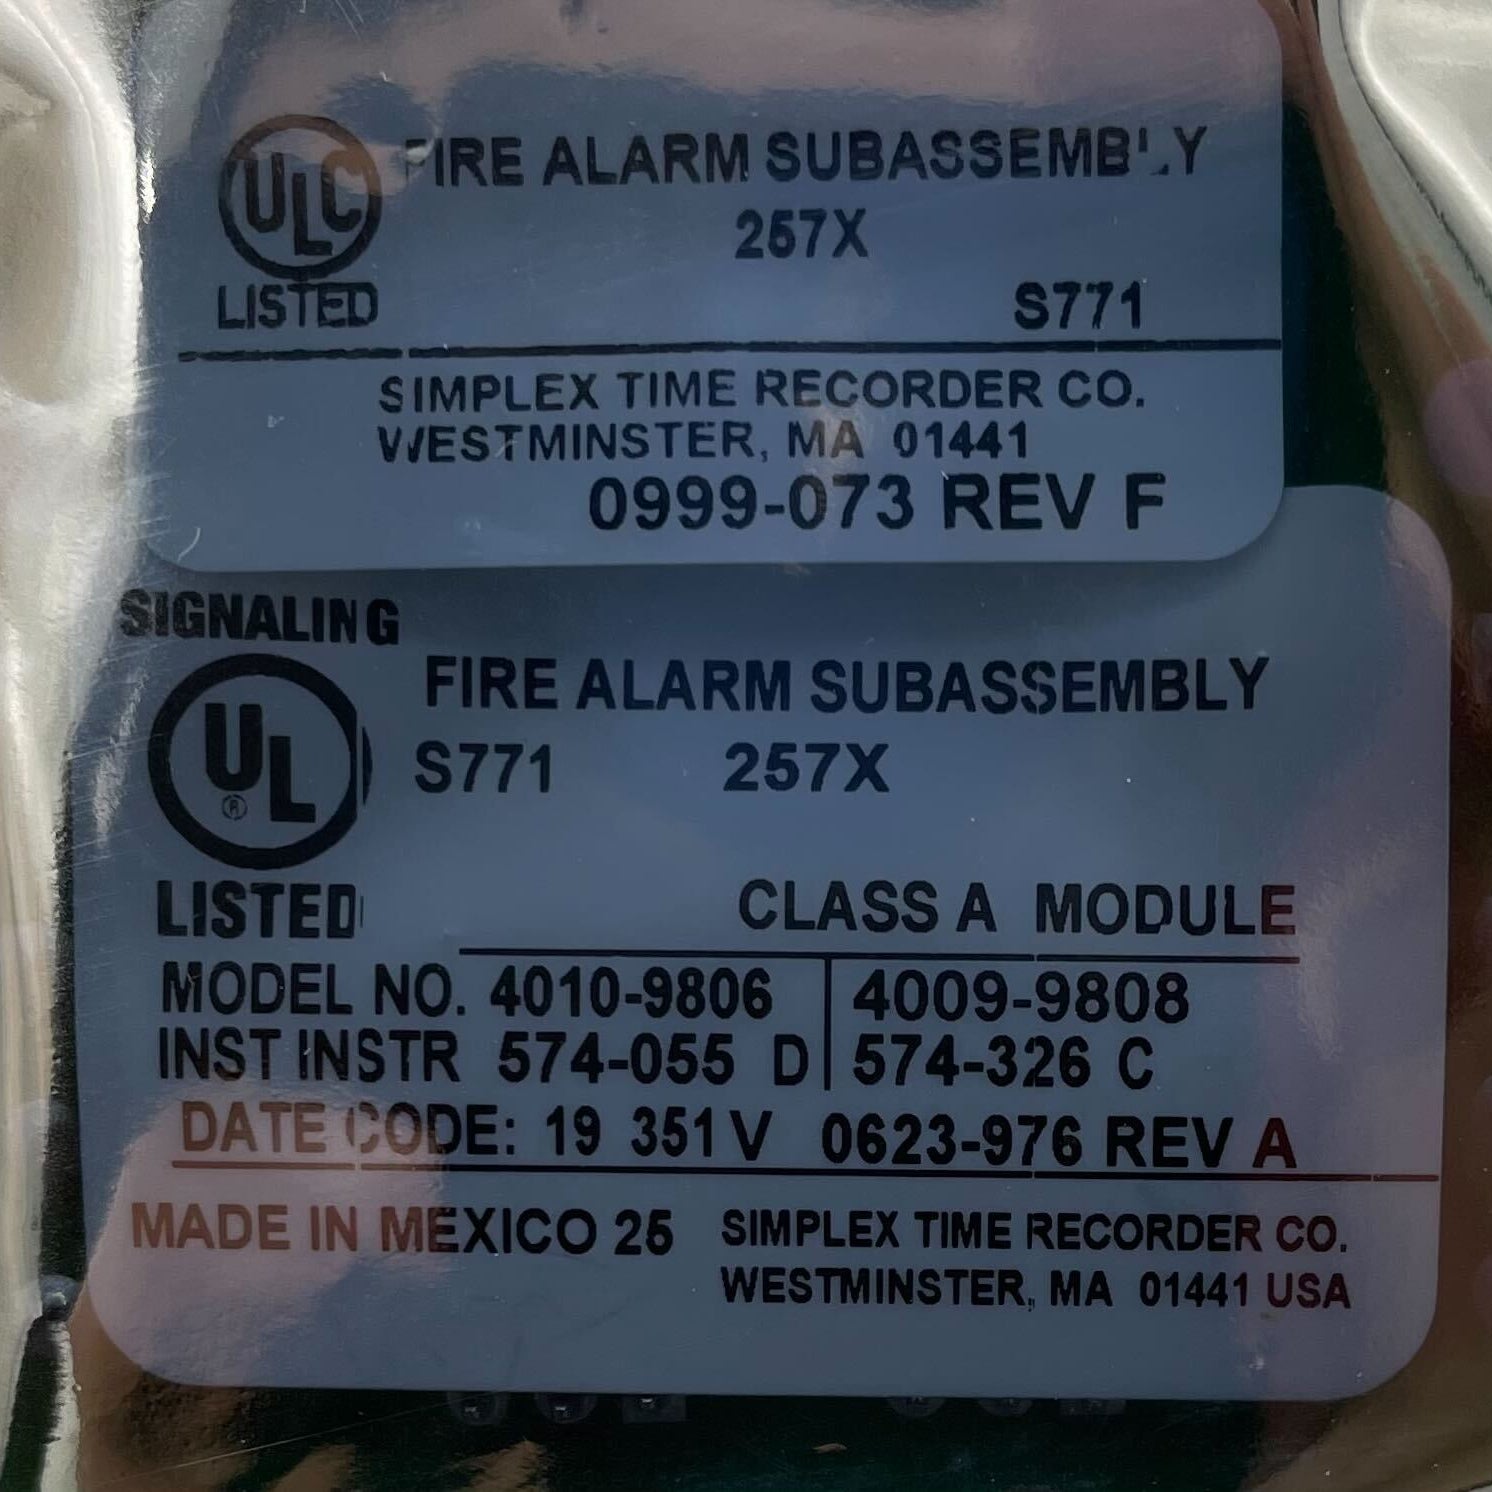 ULC FIRE ALARM SUBASSEMBLY
257X
LISTED S771
SIMPLEX TIME RECORDER CO.
WESTMINSTER, MA 01441
0999-073 REV F
SIGNALING
UL ® FIRE ALARM SUBASSEMBLY
S771 257X
LISTED CLASS A MODULE
MODEL NO. 4010-9806 4009-9808
INST INSTR 574-055 D 574-326 C
DATE CODE: 19 351 V 0623-976 REV A
MADE IN MEXICO 25 SIMPLEX TIME RECORDER CO.
WESTMINSTER, MA 01441 USA